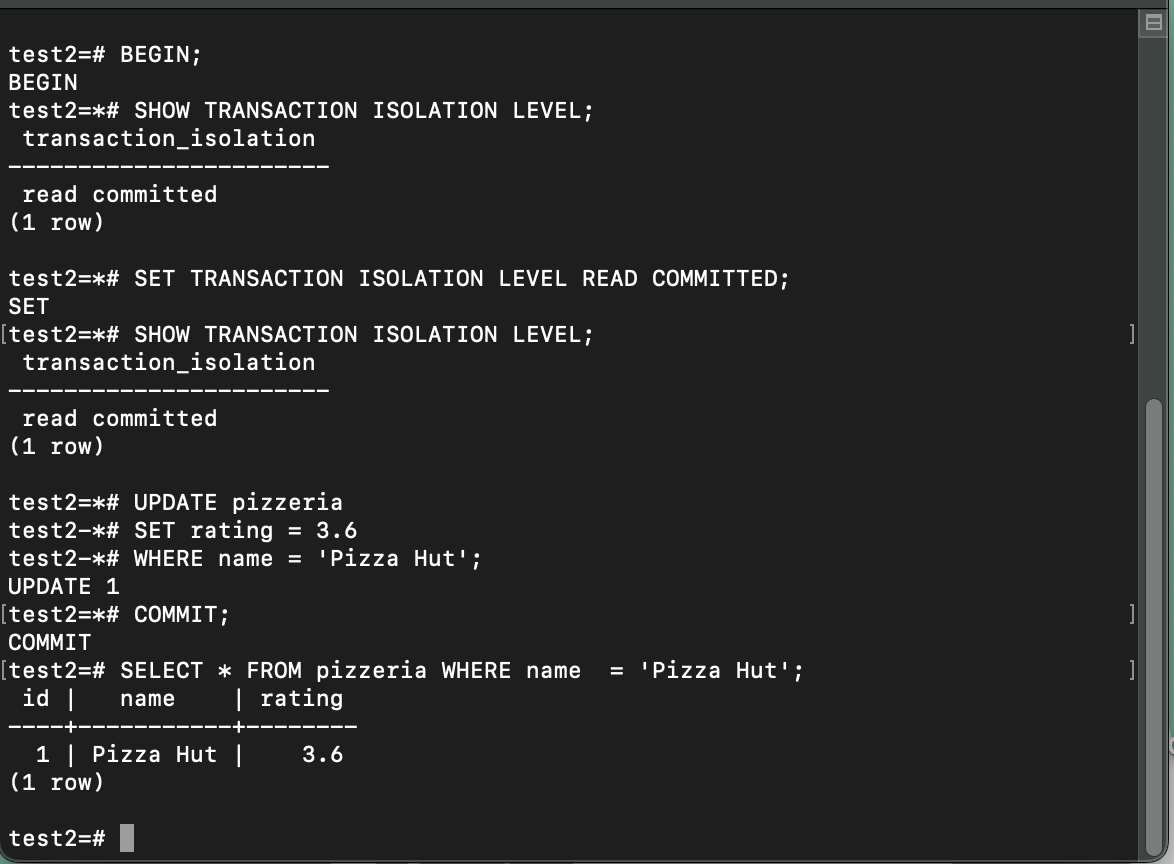 test2=# BEGIN;
BEGIN
test2=*# SHOW TRANSACTION ISOLATION LEVEL;
 transaction_isolation
-----------------------
 read committed
(1 row)

test2=*# SET TRANSACTION ISOLATION LEVEL READ COMMITTED;
SET
[test2=*# SHOW TRANSACTION ISOLATION LEVEL; ]
 transaction_isolation
-----------------------
 read committed
(1 row)

test2=*# UPDATE pizzeria
test2-*# SET rating = 3.6
test2-*# WHERE name = 'Pizza Hut';
UPDATE 1
[test2=*# COMMIT; ]
COMMIT
[test2=# SELECT * FROM pizzeria WHERE name  = 'Pizza Hut'; ]
 id |   name    | rating
----+-----------+--------
  1 | Pizza Hut |    3.6
(1 row)

test2=#